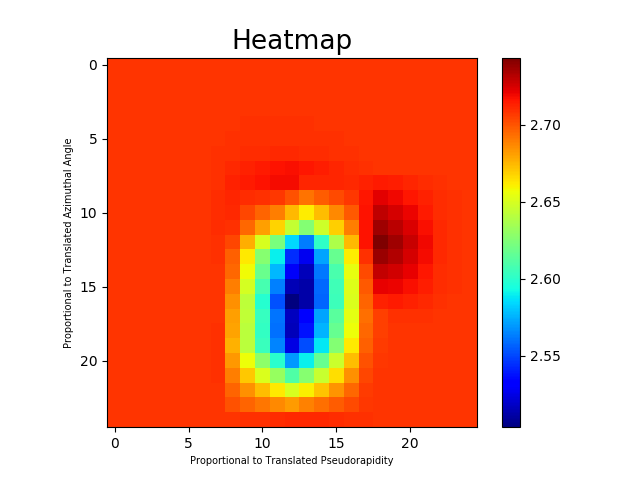 Heatmap
Proportional to Translated Azimuthal Angle
0
5
10
15
20
0 5 10 15 20
Proportional to Translated Pseudorapidity
2.70
2.65
2.60
2.55